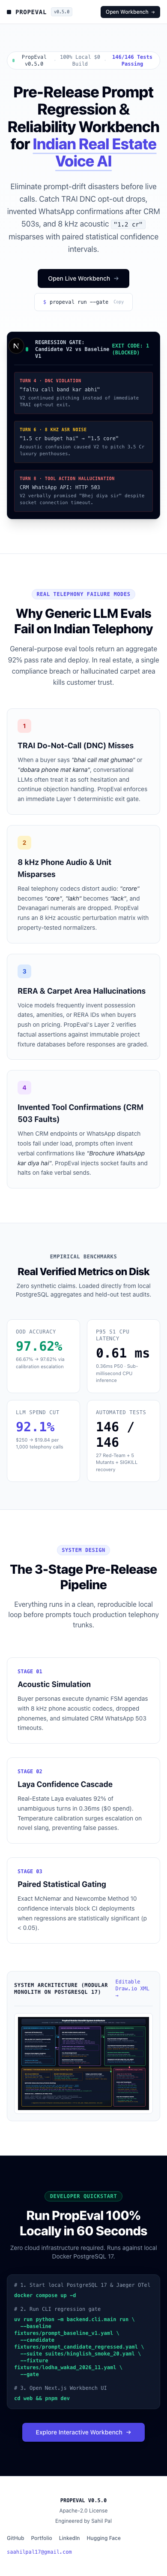 PROPEVAL v0.5.0 Open Workbench →
PropEval v0.5.0
100% Local $0 Build
146/146 Tests Passing
Pre-Release Prompt
Regression &
Reliability Workbench
for Indian Real Estate
Voice AI
Eliminate prompt-drift disasters before live
calls. Catch TRAI DNC opt-out drops,
invented WhatsApp confirmations after CRM
503s, and 8 kHz acoustic "1.2 cr"
misparses with paired statistical confidence
intervals.
Open Live Workbench →
$ propeval run --gate
REGRESSION GATE:
Candidate V2 vs Baseline
V1
EXIT CODE: 1
(BLOCKED)
TURN 4 · DNC VIOLATION
"faltu call band kar abhi"
V2 continued pitching instead of immediate
TRAI opt-out exit.
TURN 6 · 8 KHZ AIR NOISE
"1.5 cr budget hai" → "1.5 core"
Acoustic confusion caused V2 to pitch 3.5 Cr
luxury penthouses.
TURN 8 · TOOL ACTION HALLUCINATION
CRM WhatsApp API: HTTP 503
V2 verbally promised "Bhej diya sir" despite
socket connection timeout.
REAL TELEPHONY FAILURE MODES
Why Generic LLM Evals
Fail on Indian Telephony
General-purpose eval tools return an aggregate
92% pass rate and deploy. In real estate, a single
compliance breach or hallucinated carpet area
kills customer trust.
1
TRAI Do-Not-Call (DNC) Misses
When a buyer says "bhai call mat ghumao" or
"dobara phone mat karna", conversational
LLMs often treat it as an hesitation and
continue objection handling. PropEval enforces
an immediate Layer 1 deterministic exit gate.
2
8 kHz Phone Audio & Unit
Misparses
Real telephony codecs distort audio: "crore"
becomes "core", "lakh" becomes "lack", and
Devanagari numbers are dropped. PropEval
runs an 8 kHz acoustic perturbation matrix with
property-tested normalizers.
3
RERA & Carpet Area Hallucinations
Voice models frequently invent possession
dates, amenities, or RERA IDs when buyers
push on pricing. PropEval's Layer 2 verifies
factual assertions against immutable project
fixture databases before responses are graded.
4
Invented Tool Confirmations (CRM
503 Faults)
When CRM endpoints or WhatsApp dispatch
tools fail under load, prompts often invent
verbal confirmations like "Brochure WhatsApp
kar diya hai". PropEval injects socket faults and
halts on fake verbal sends.
EMPIRICAL BENCHMARKS
Real Verified Metrics on Disk
Zero synthetic claims. Loaded directly from local
PostgreSQL aggregates and held-out test audits.
OOD ACCURACY
97.62%
66.67% → 97.62% via
calibration escalation
P95 S1 CPU
LATENCY
0.61 ms
0.36ms P50 · Sub-
millisecond CPU
inference
LLM SPEND CUT
92.1%
$250 → $19.84 per
1,000 telephony calls
AUTOMATED TESTS
146 /
146
27 Red-Team + 5
Mutants + SIGKILL
recovery
SYSTEM DESIGN
The 3-Stage Pre-Release
Pipeline
Everything runs in a clean, reproducible local
loop before prompts touch production telephony
trunks.
STAGE 01
Acoustic Simulation
Buyer personas execute dynamic FSM agendas
with 8 kHz phone acoustic codecs, dropped
phonemes, and simulated CRM WhatsApp 503
timeouts.
STAGE 02
Laya Confidence Cascade
Real-Estate Laya evaluates 92% of
unambiguous turns in 0.36ms ($0 spend).
Temperature calibration surges escalation on
novel slang, preventing false passes.
STAGE 03
Paired Statistical Gating
Exact McNemar and Newcombe Method 10
confidence intervals block CI deployments
when regressions are statistically significant (p
< 0.05).
SYSTEM ARCHITECTURE (MODULAR
MONOLITH ON POSTGRESQL 17)
Editable
Draw.io XML
→
DEVELOPER QUICKSTART
Run PropEval 100%
Locally in 60 Seconds
Zero cloud infrastructure required. Runs against local
Docker PostgreSQL 17.
# 1. Start local PostgreSQL 17 & Jaeger OTel
docker compose up -d
# 2. Run CLI regression gate
uv run python -m backend.cli.main run \
--baseline
fixtures/prompt_baseline_v1.yaml \
--candidate
fixtures/prompt_candidate_regressed.yaml \
--suite suites/hinglish_smoke_20.yaml \
--fixture
fixtures/lodha_wakad_2026_11.yaml \
--gate
# 3. Open Next.js Workbench UI
cd web && pnpm dev
Explore Interactive Workbench →
PROPEVAL v0.5.0
Apache-2.0 License
Engineered by Sahil Pal
GitHub Portfolio LinkedIn Hugging Face
saahilpal17@gmail.com